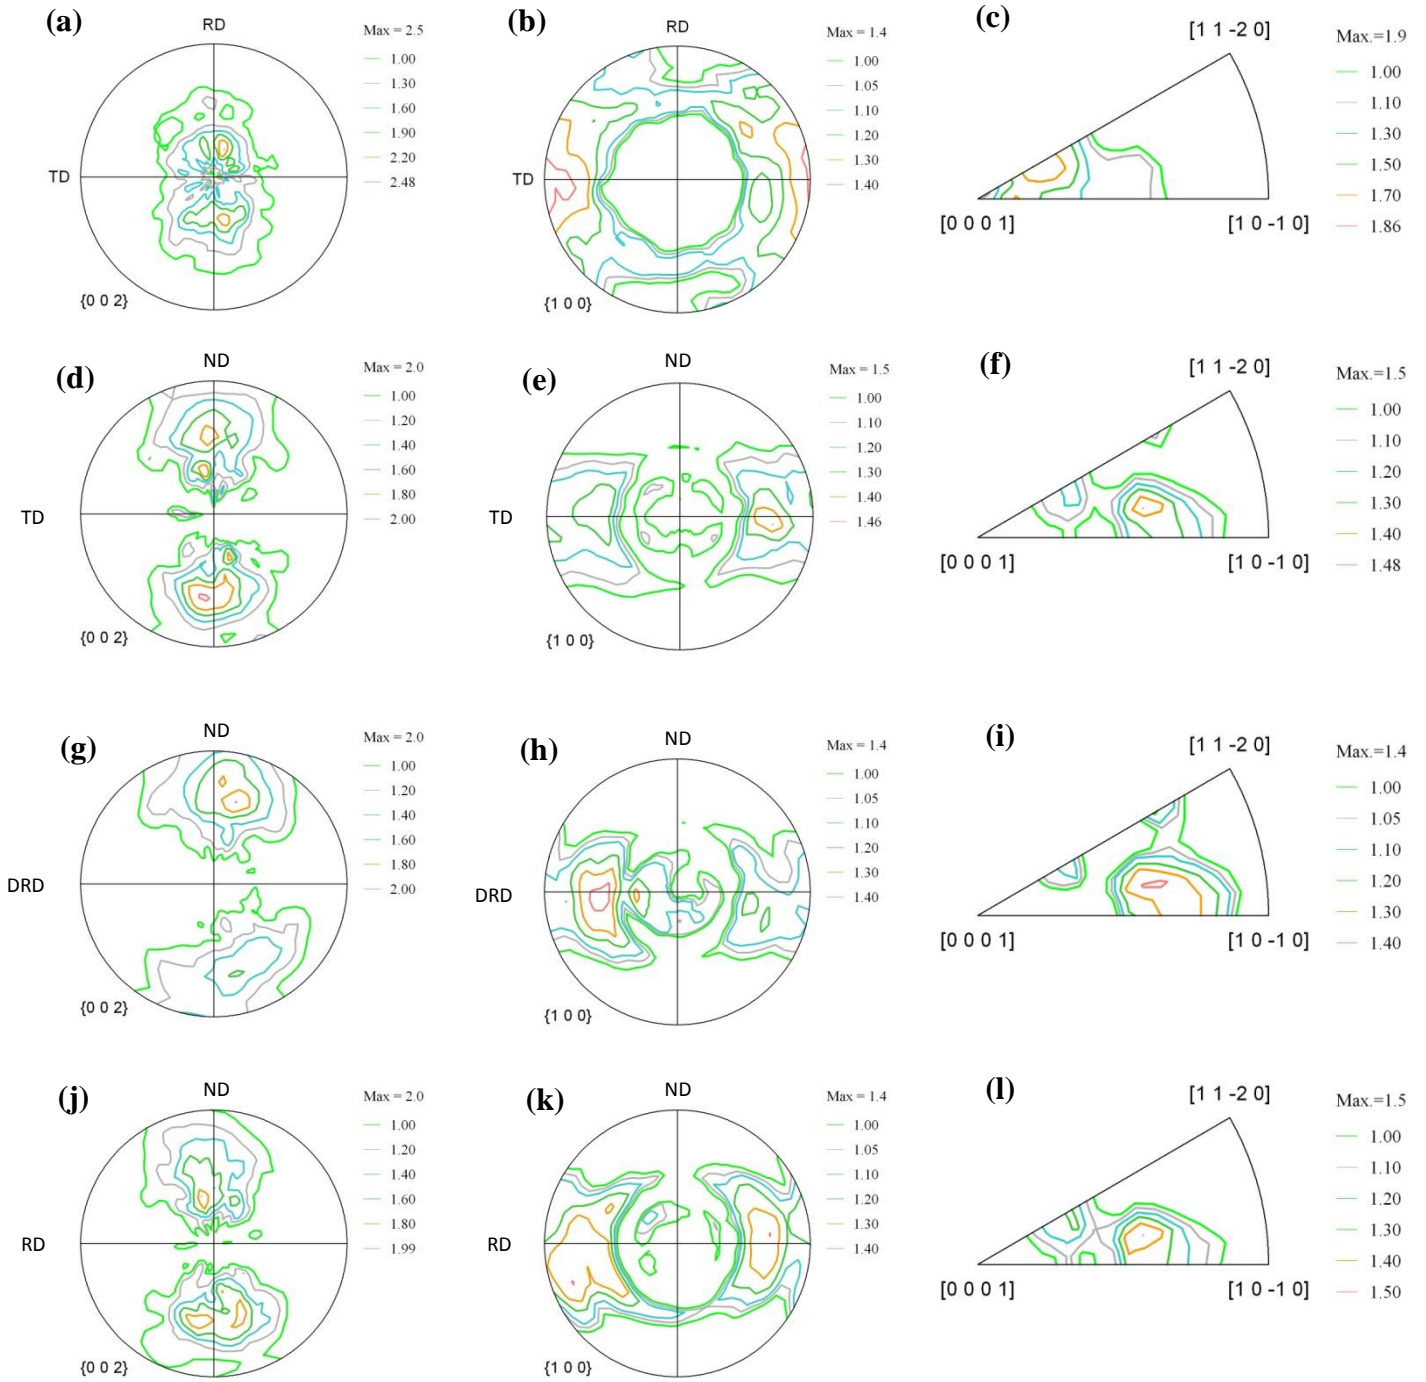 (a)
RD
Max = 2.5
1.00
1.30
1.60
1.90
2.20
2.48
TD
{0 0 2}
(b)
RD
Max = 1.4
1.00
1.05
1.10
1.20
1.30
1.40
TD
{1 0 0}
(c)
[1 1 -2 0]
Max.=1.9
1.00
1.10
1.30
1.50
1.70
1.86
[0 0 0 1]
[1 0 -1 0]
(d)
ND
Max = 2.0
1.00
1.20
1.40
1.60
1.80
2.00
TD
{0 0 2}
(e)
ND
Max = 1.5
1.00
1.10
1.20
1.30
1.40
1.46
TD
{1 0 0}
(f)
[1 1 -2 0]
Max.=1.5
1.00
1.10
1.20
1.30
1.40
1.48
[0 0 0 1]
[1 0 -1 0]
(g)
ND
Max = 2.0
1.00
1.20
1.40
1.60
1.80
2.00
DRD
{0 0 2}
(h)
ND
Max = 1.4
1.00
1.05
1.10
1.20
1.30
1.40
DRD
{1 0 0}
(i)
[1 1 -2 0]
Max.=1.4
1.00
1.05
1.10
1.20
1.30
1.40
[0 0 0 1]
[1 0 -1 0]
(j)
ND
Max = 2.0
1.00
1.20
1.40
1.60
1.80
1.99
RD
{0 0 2}
(k)
ND
Max = 1.4
1.00
1.05
1.10
1.20
1.30
1.40
RD
{1 0 0}
(l)
[1 1 -2 0]
Max.=1.5
1.00
1.10
1.20
1.30
1.40
1.50
[0 0 0 1]
[1 0 -1 0]